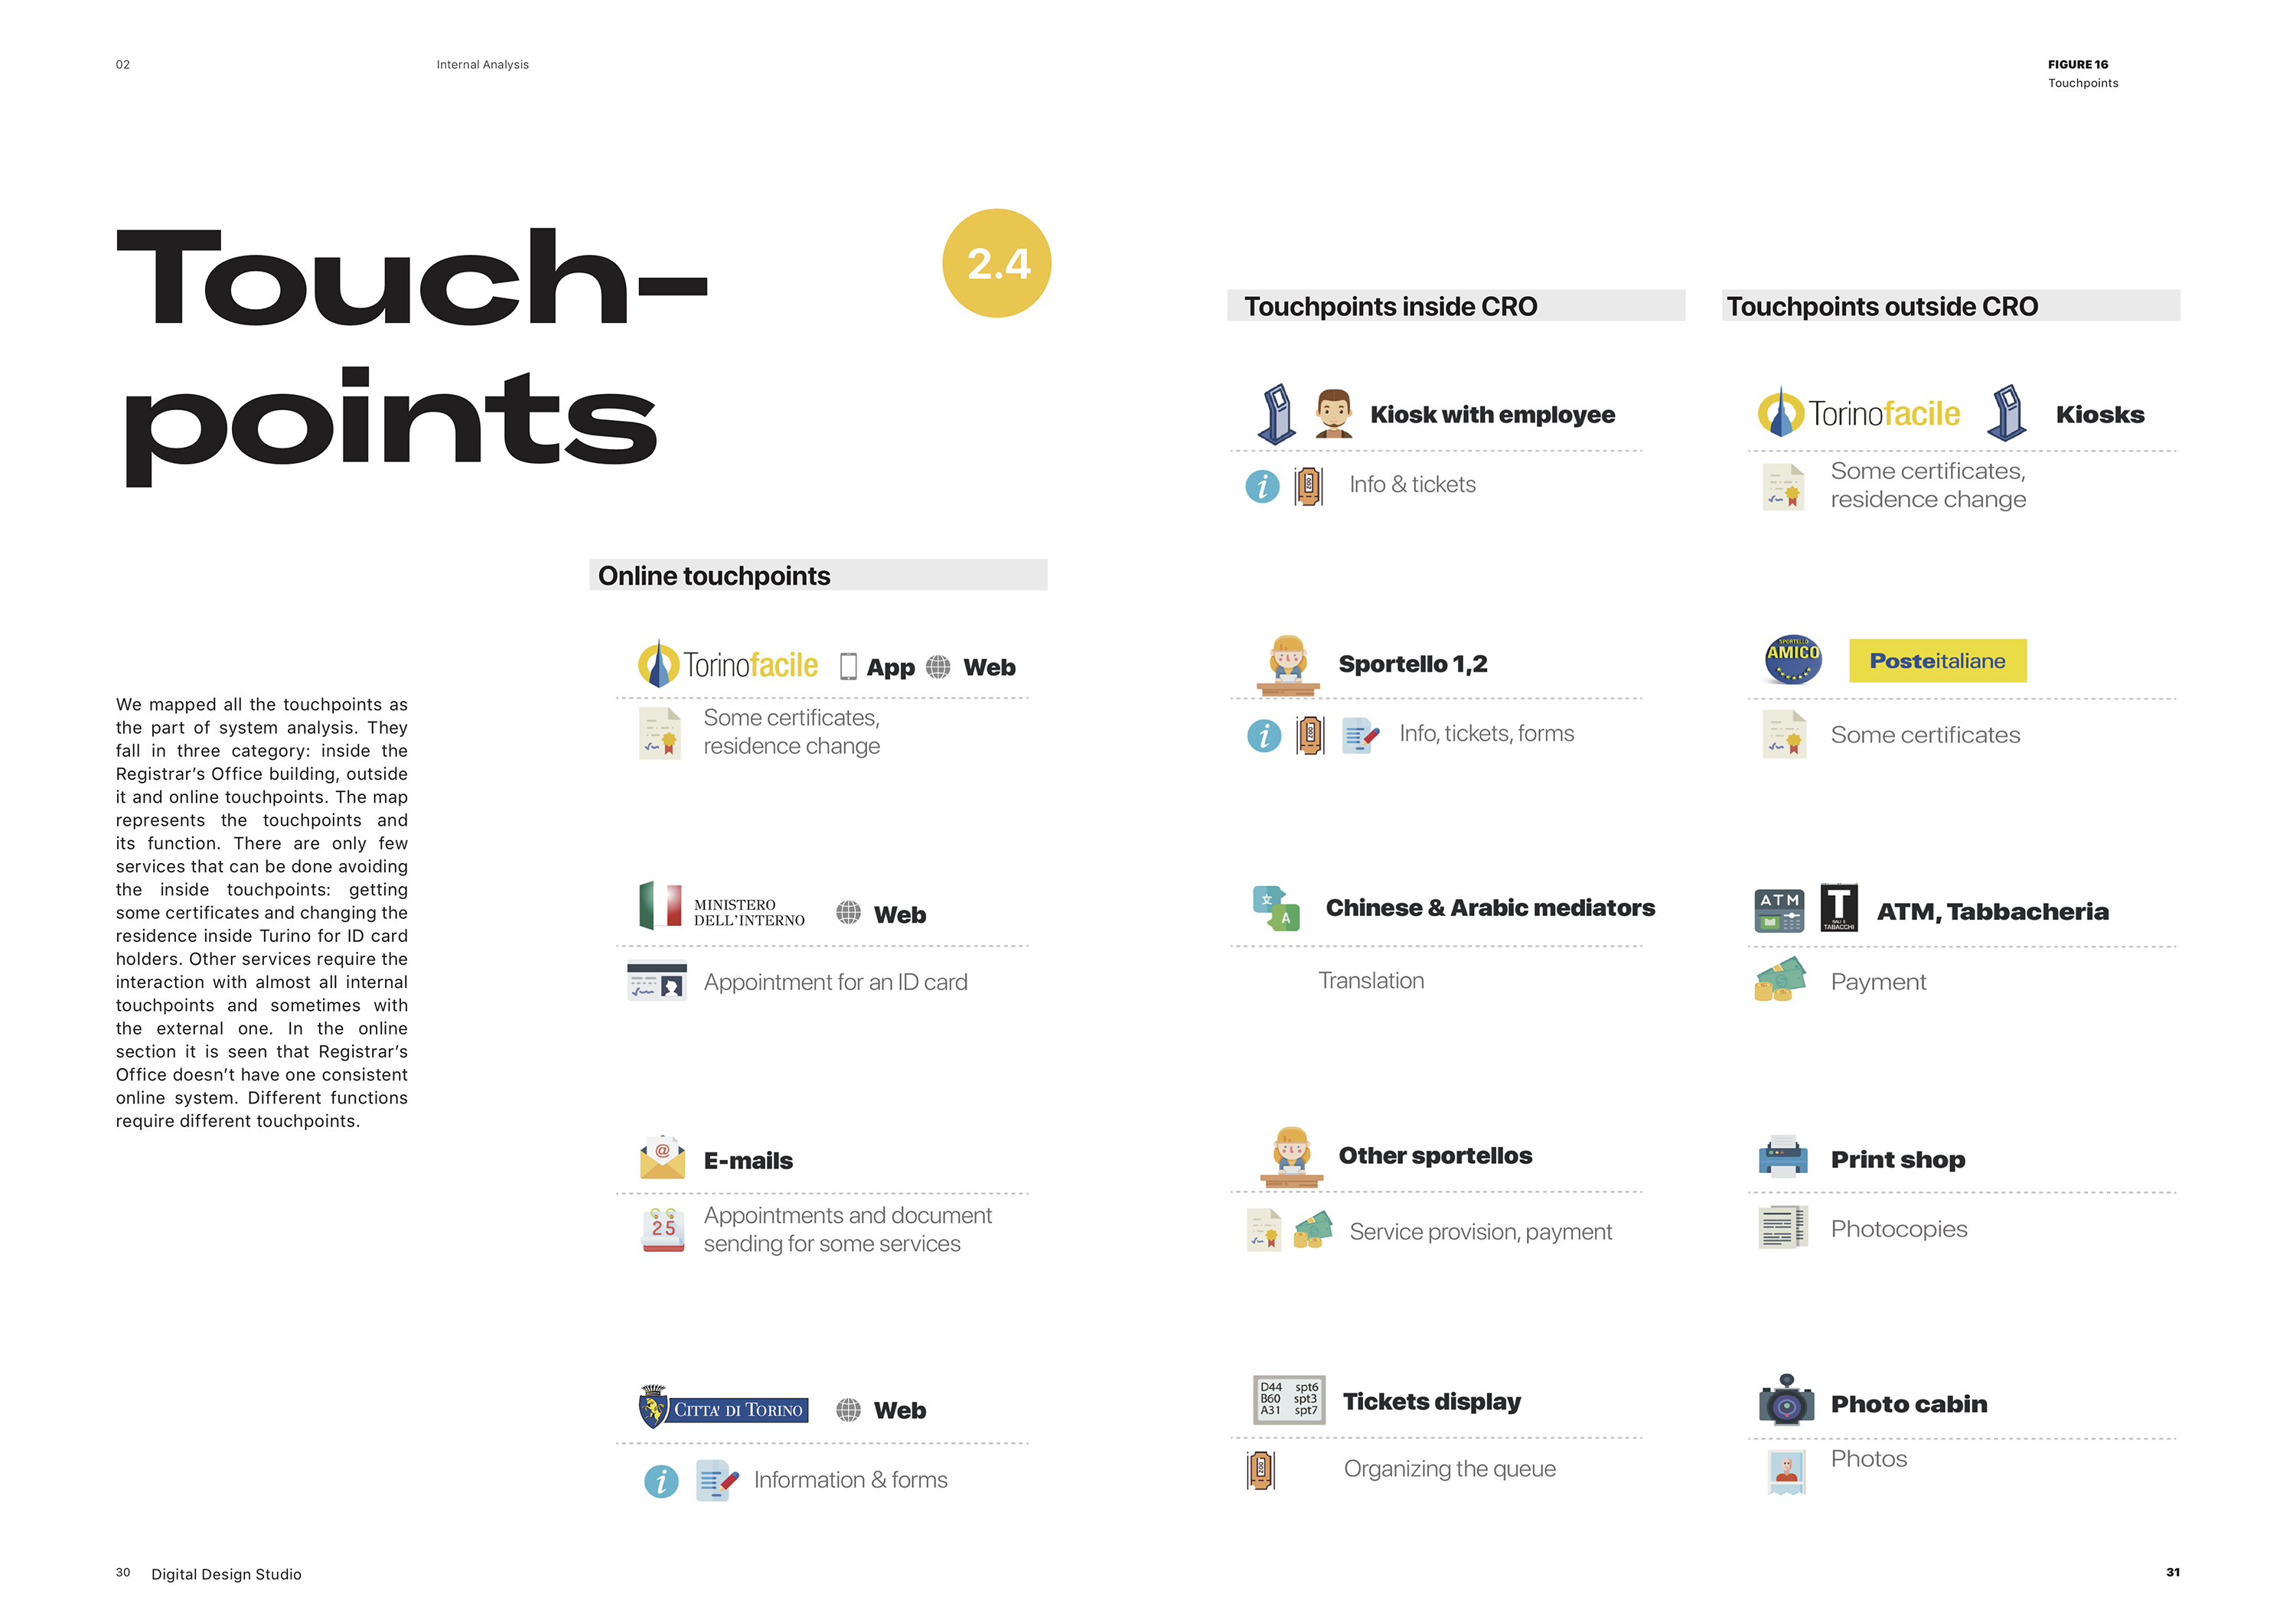 02
Internal Analysis
FIGURE 16
Touchpoints
Touch-
points
2.4
We mapped all the touchpoints as
the part of system analysis. They
fall in three category: inside the
Registrar's Office building, outside
it and online touchpoints. The map
represents the touchpoints and
its function. There are only few
services that can be done avoiding
the inside touchpoints: getting
some certificates and changing the
residence inside Turino for ID card
holders. Other services require the
interaction with almost all internal
touchpoints and sometimes with
the external one. In the online
section it is seen that Registrar's
Office doesn't have one consistent
online system. Different functions
require different touchpoints.
Online touchpoints
Torinofacile App Web
Some certificates,
residence change
MINISTERO
DELL'INTERNO
Web
Appointment for an ID card
@
E-mails
25
Appointments and document
sending for some services
CITTA' DI TORINO
Web
i
Information & forms
Touchpoints inside CRO
Kiosk with employee
i
002
Info & tickets
Sportello 1,2
i
002
Info, tickets, forms
文
A
Chinese & Arabic mediators
Translation
Other sportellos
Service provision, payment
D44 spt6
B60 spt3
A31 spt7
Tickets display
002
Organizing the queue
Touchpoints outside CRO
Torinofacile
Kiosks
Some certificates,
residence change
SPORTELLO
AMICO
Posteitaliane
Some certificates
ATM
T
SALI E
TABACCHI
ATM, Tabbacheria
Payment
Print shop
Photocopies
Photo cabin
Photos
30
Digital Design Studio
31